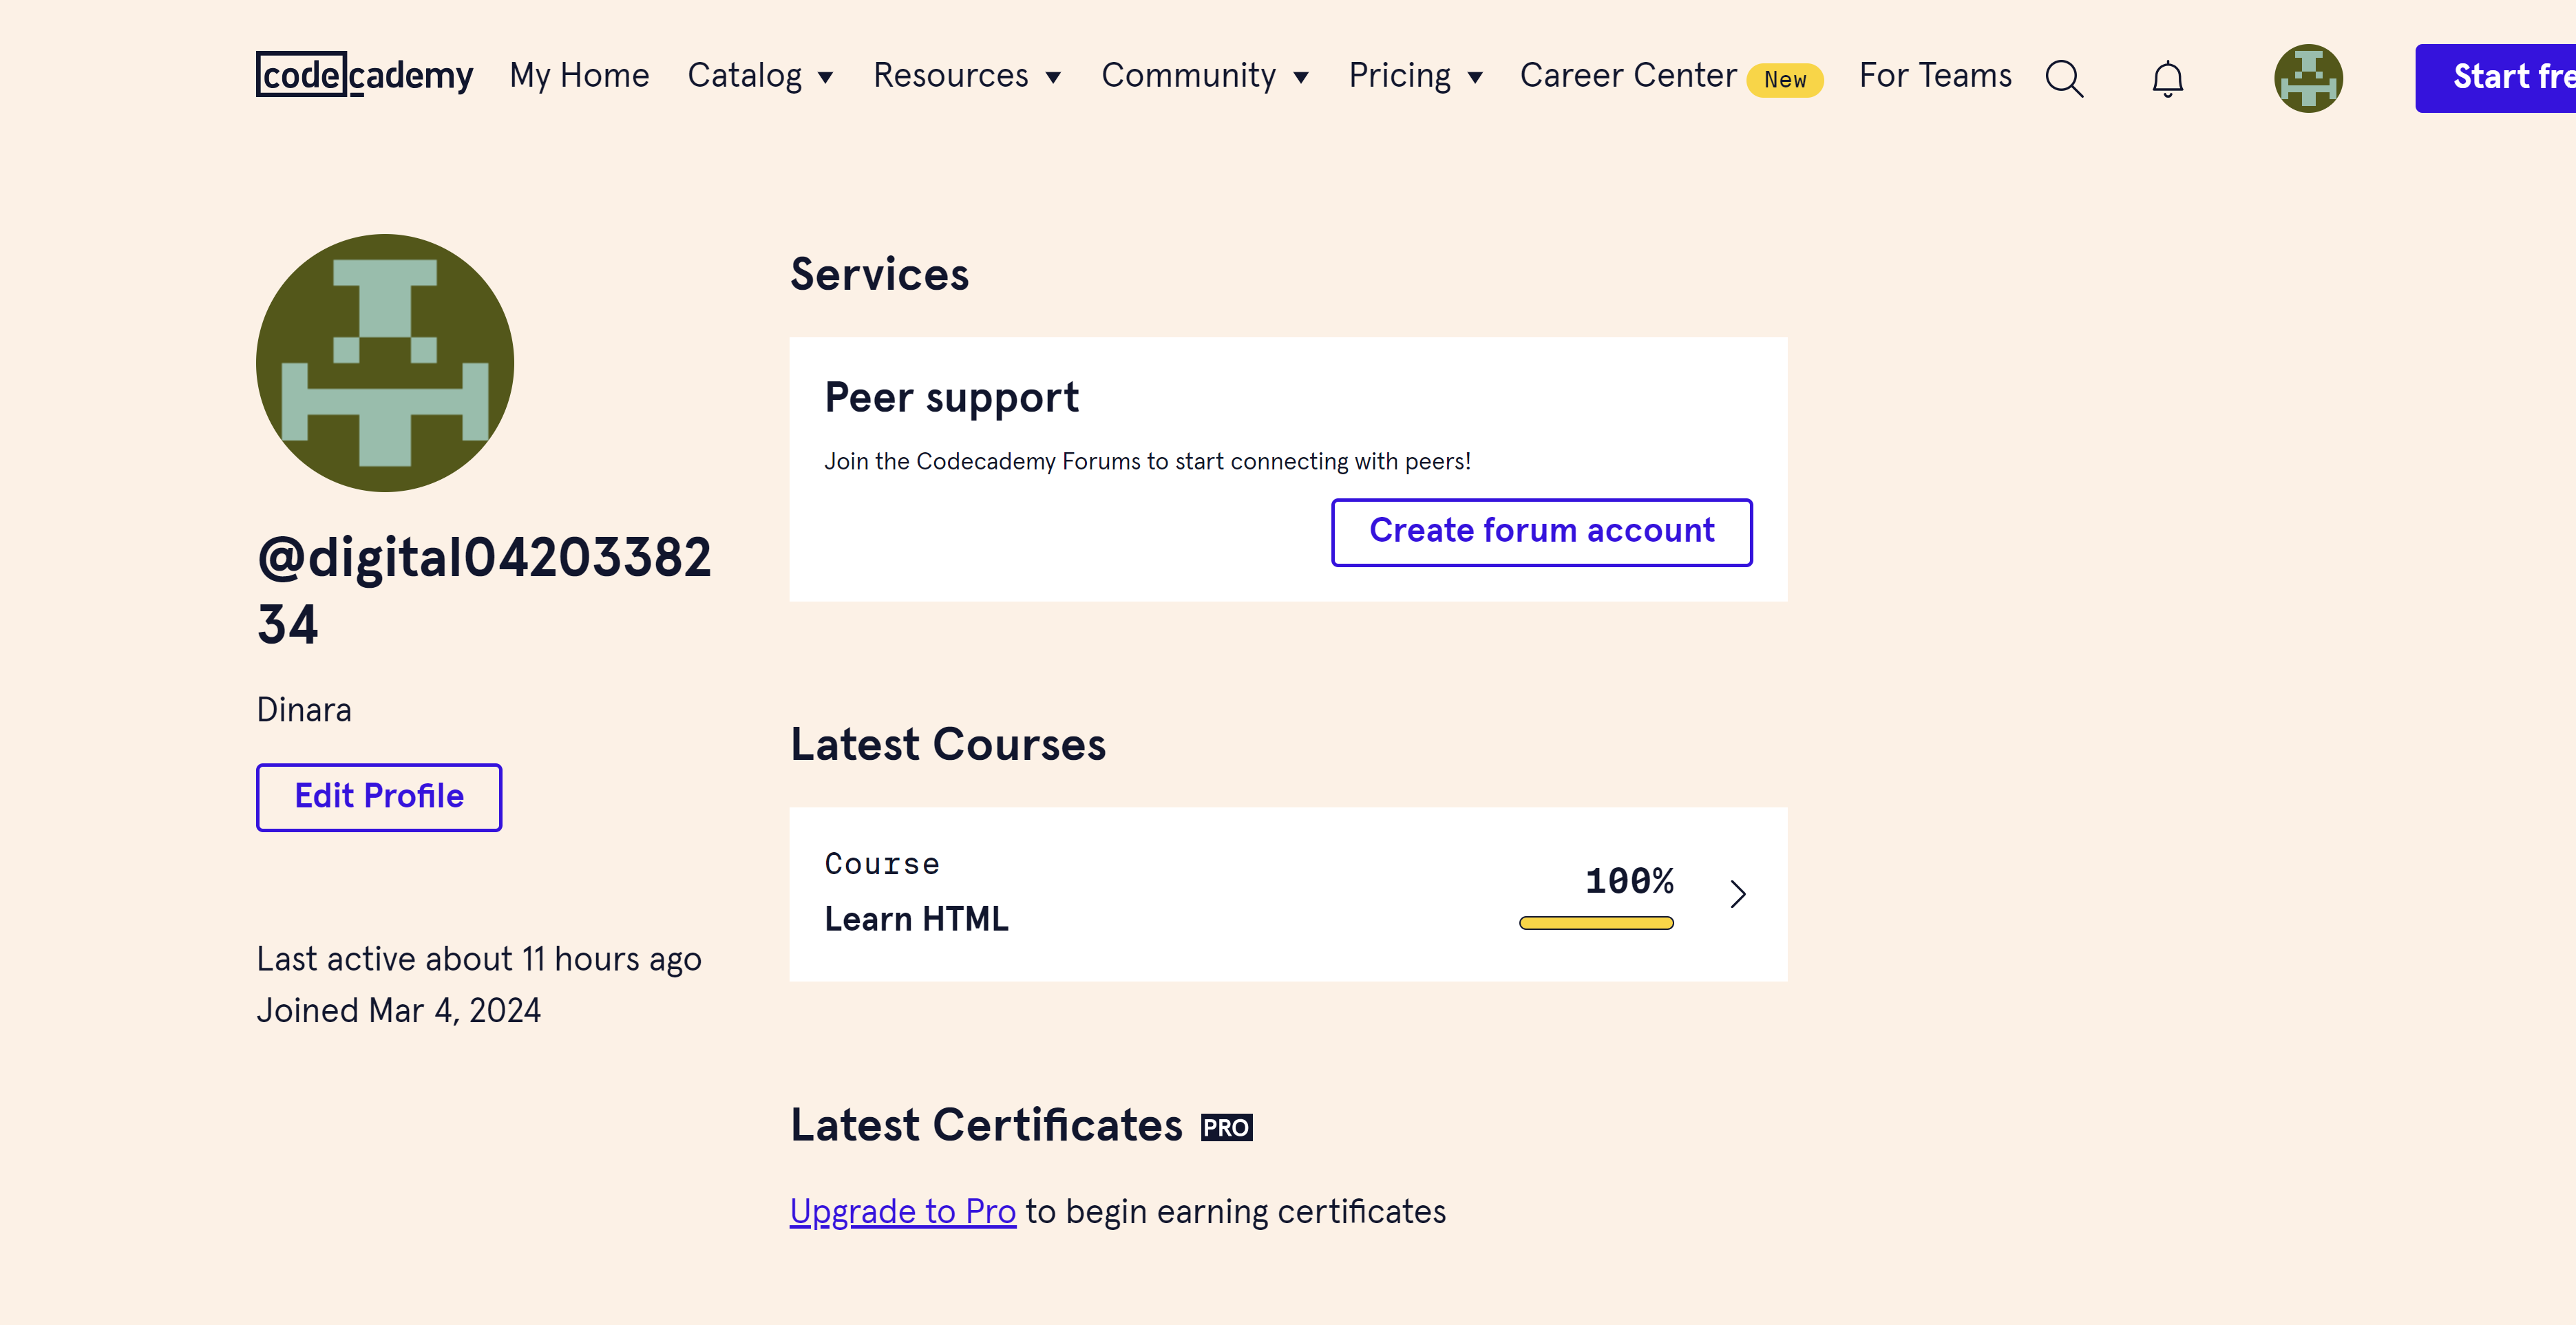 codecademy My Home Catalog Resources Community Pricing Career Center New For Teams Start fre
Services
Peer support
Join the Codecademy Forums to start connecting with peers!
Create forum account
@digital04203382
34
Dinara
Edit Profile
Last active about 11 hours ago
Joined Mar 4, 2024
Latest Courses
Course
Learn HTML
100%
Latest Certificates PRO
Upgrade to Pro to begin earning certificates